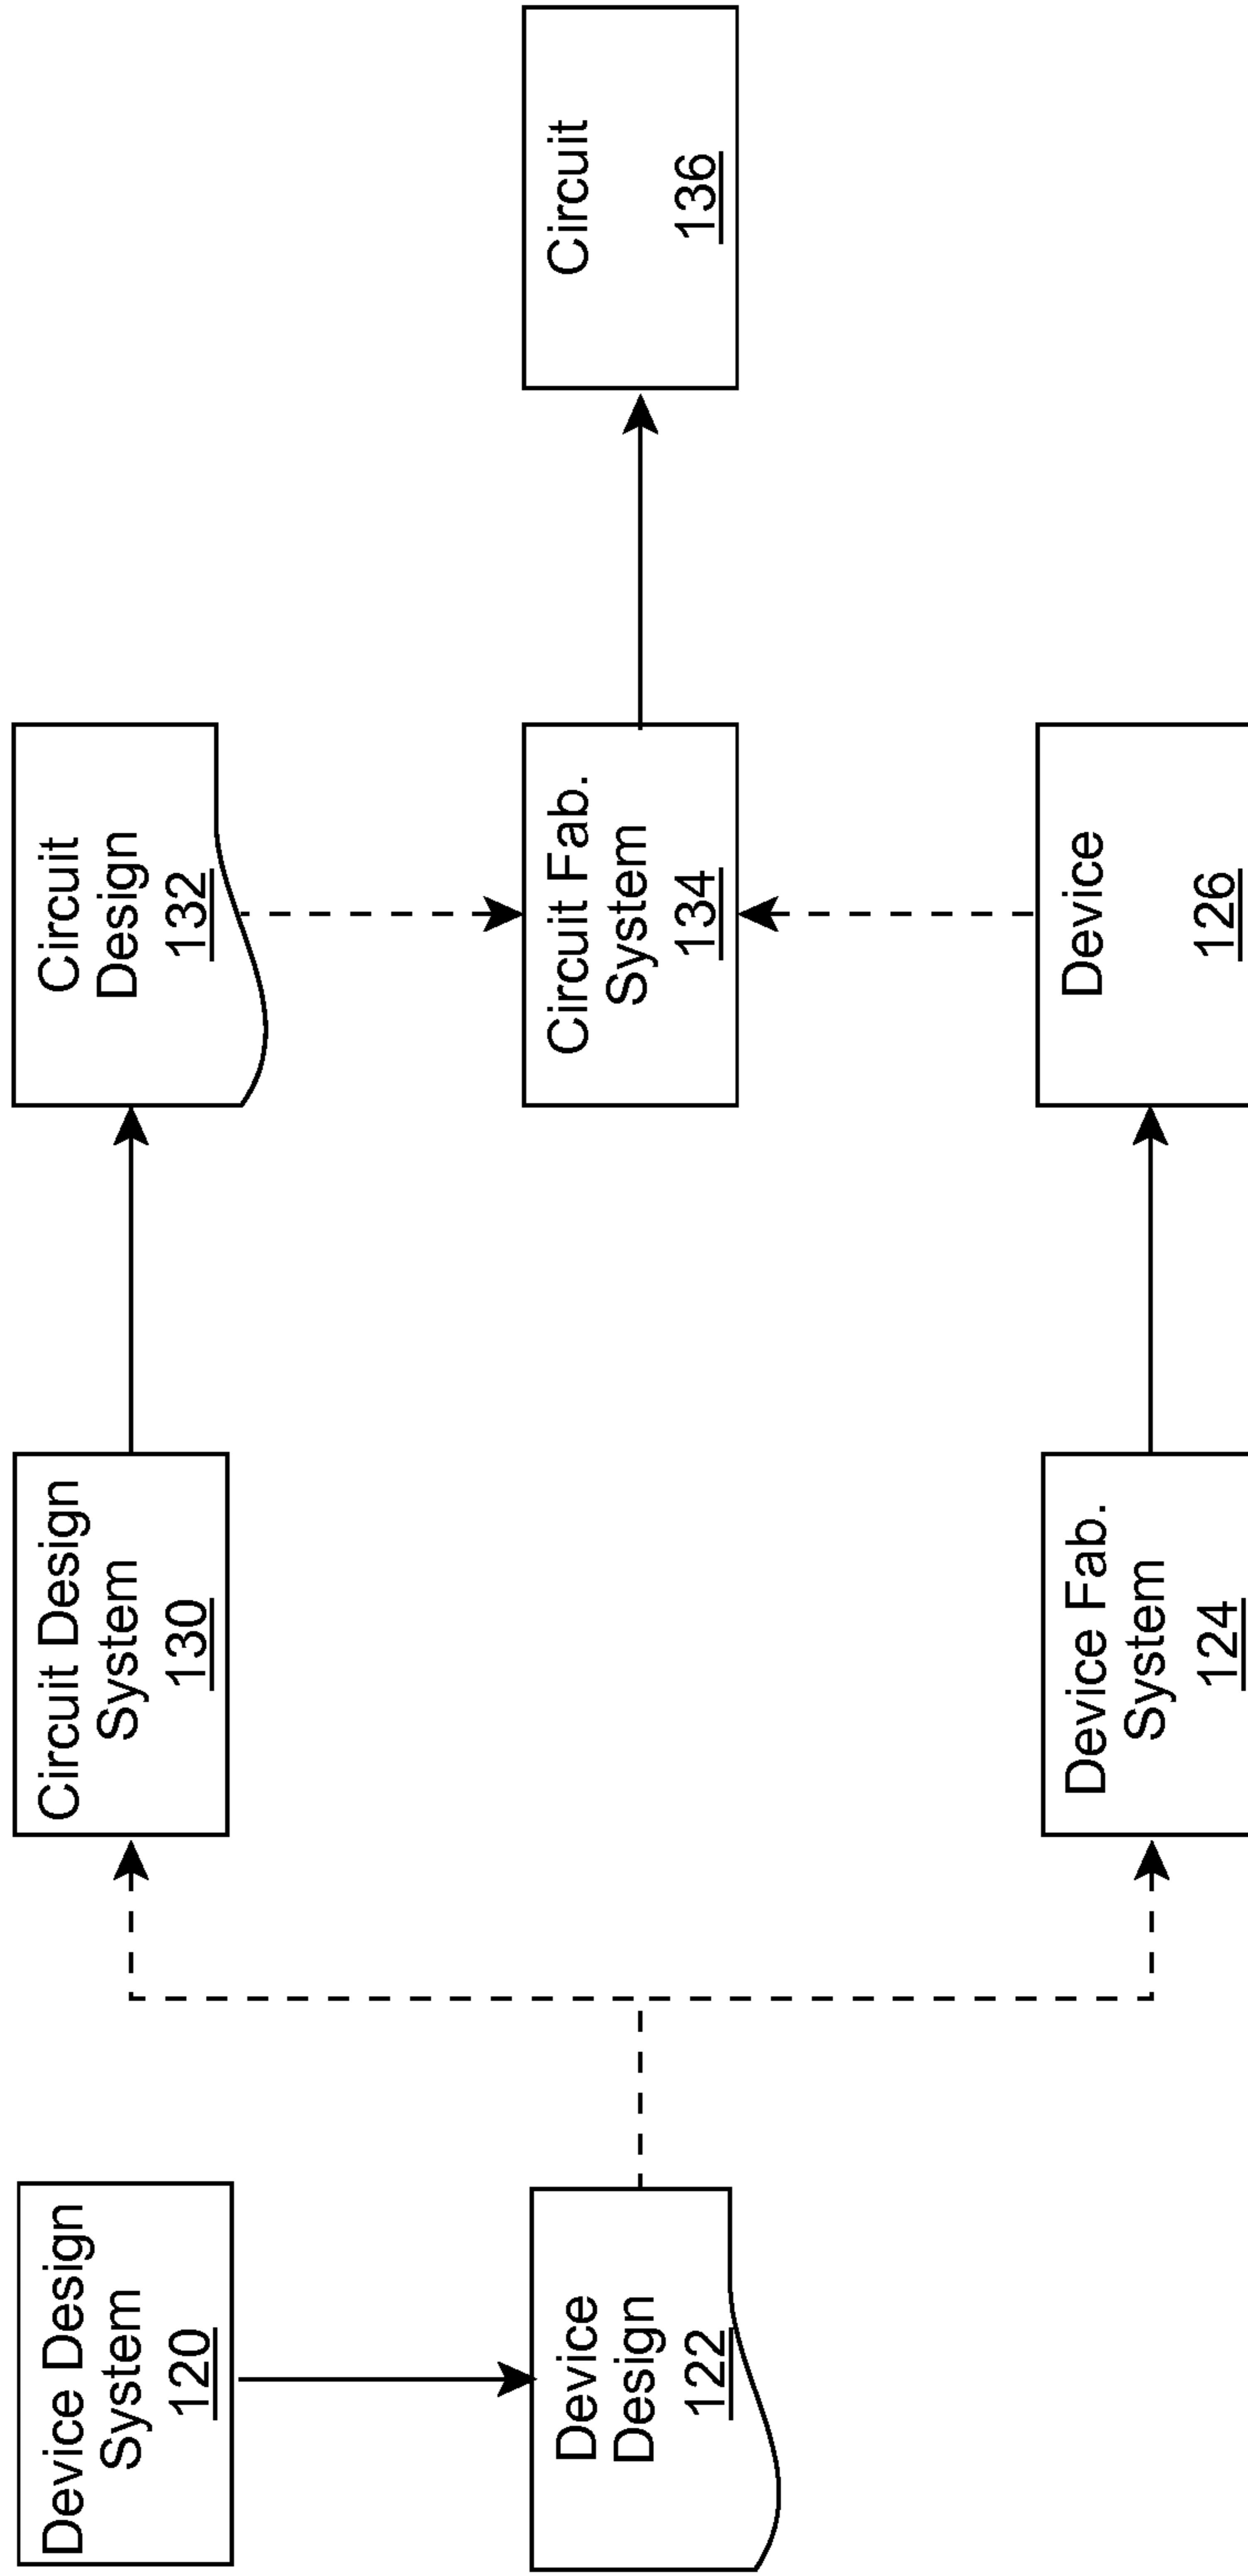 Device Design
System
120
Device
Design
122
Circuit Design
System
130
Device Fab.
System
124
Circuit
Design
132
Circuit Fab.
System
134
Device
126
Circuit
136